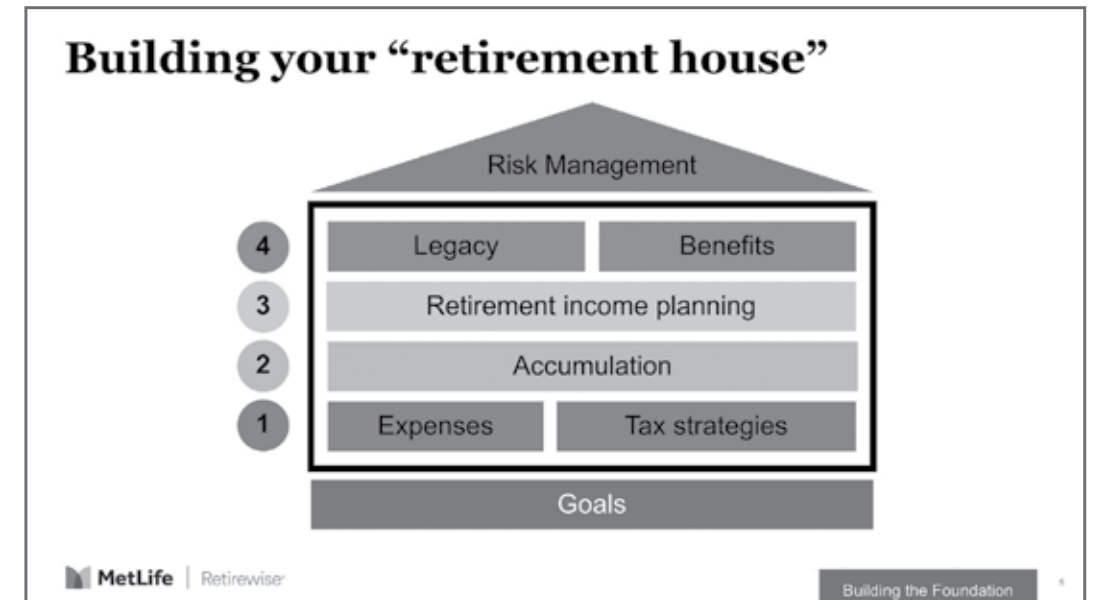 Building your “retirement house”
Risk Management
4 Legacy Benefits
3 Retirement income planning
2 Accumulation
1 Expenses Tax strategies
Goals
MetLife | Retirewise
Building the Foundation